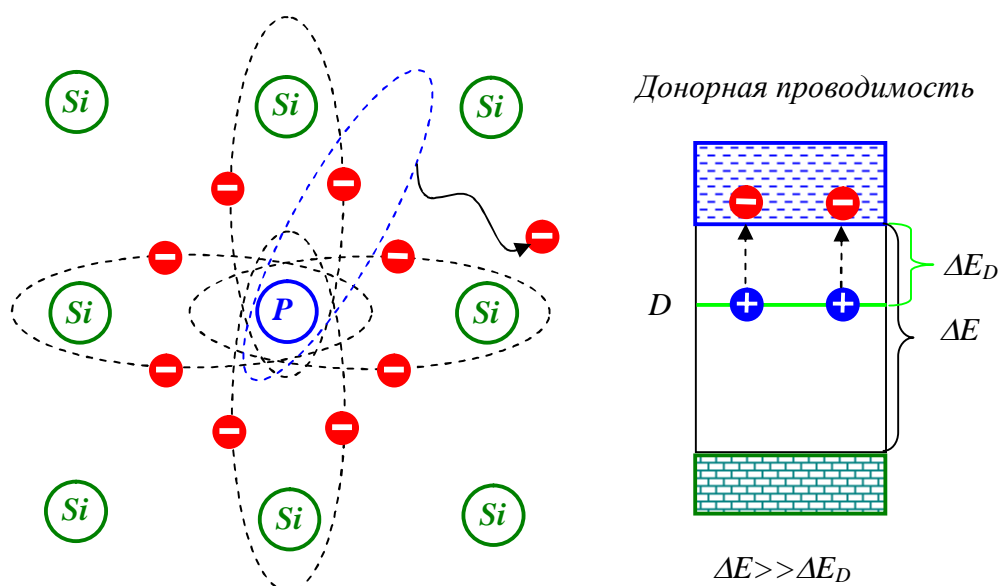 Si Si Si
Донорная проводимость
− −
− −
−
− −
ΔE_D
Si P Si
D + +
ΔE
− −
− −
Si Si Si
ΔE>>ΔE_D